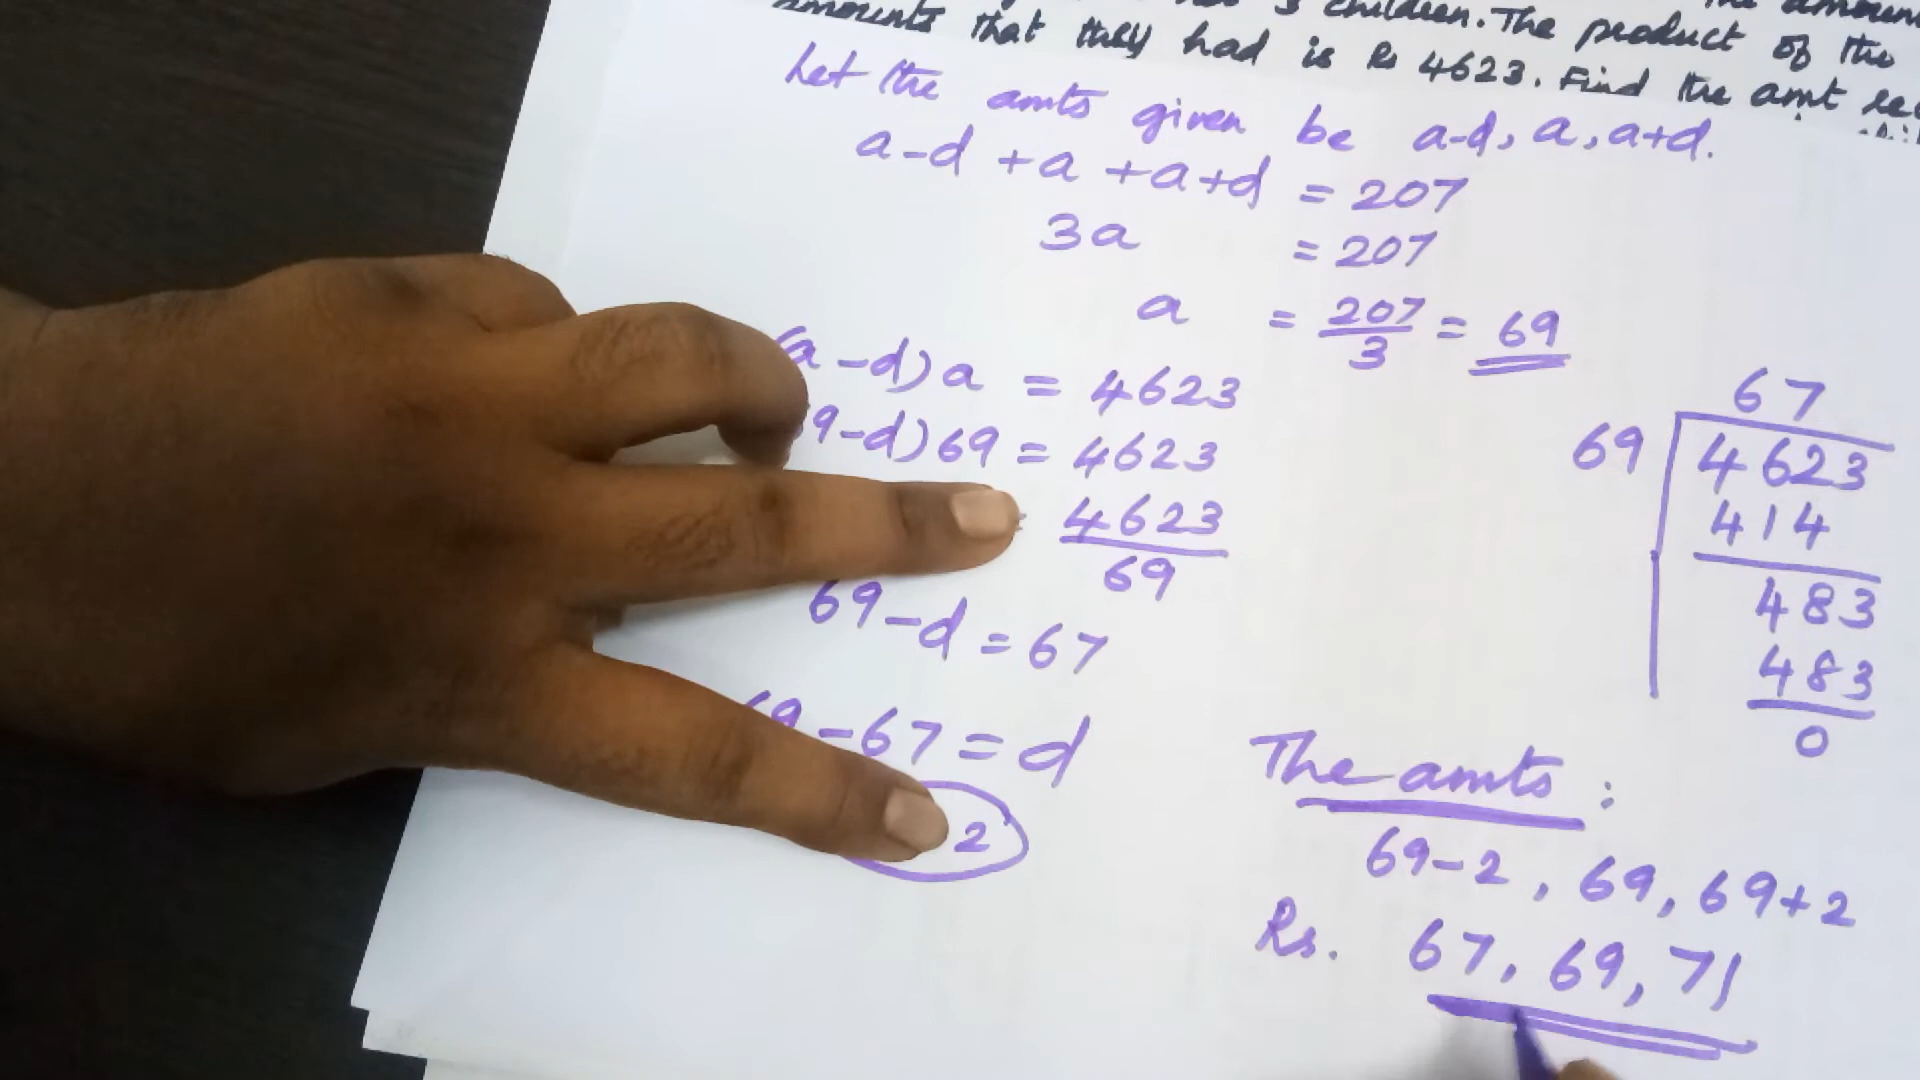 3 children. The product of the
amounts that they had is Rs 4623. Find the amt
Let the amts given be a-d, a, a+d.
a-d +a +a+d = 207
3a = 207
a = 207/3 = 69
(a-d)a = 4623
9-d)69 = 4623
= 4623/69
69-d = 67
69-67 = d
2
67
69 4623
414
483
483
0
The amts :
69-2, 69, 69+2
Rs. 67, 69, 71